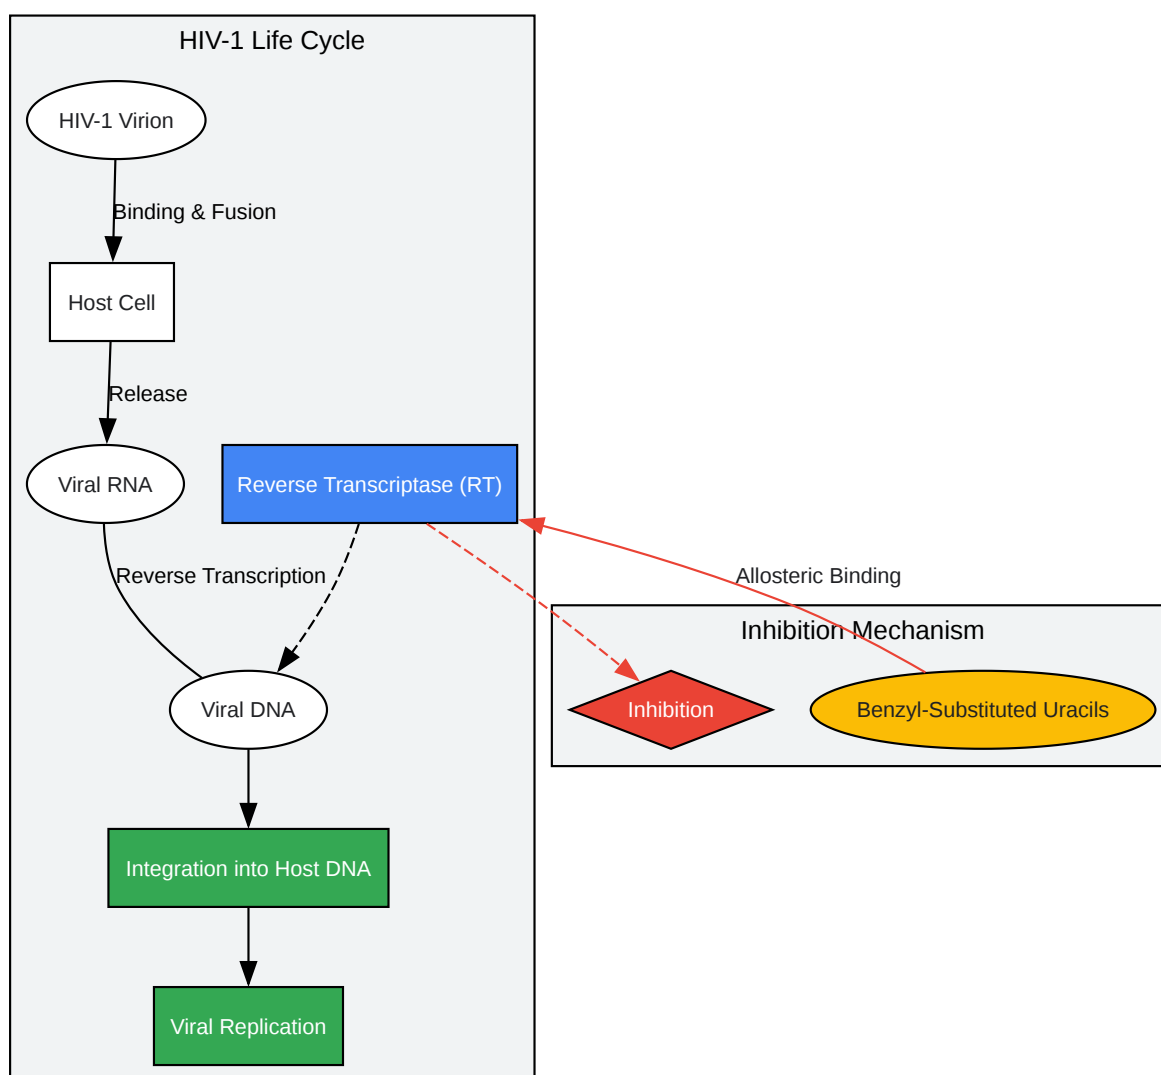 HIV-1 Life Cycle
HIV-1 Virion
Binding & Fusion
Host Cell
Release
Viral RNA
Reverse Transcriptase (RT)
Reverse Transcription
Allosteric Binding
Inhibition Mechanism
Viral DNA
Inhibition
Benzyl-Substituted Uracils
Integration into Host DNA
Viral Replication